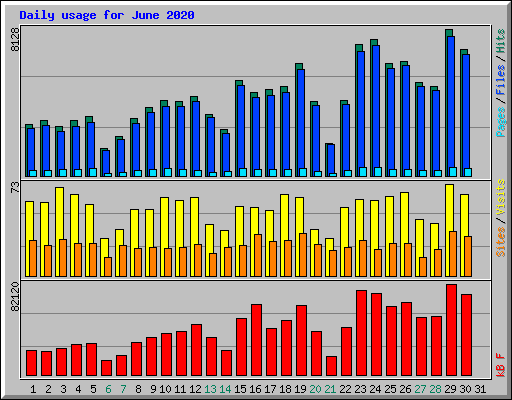 Daily usage for June 2020
8128
Pages / Files / Hits
73
Sites / Visits
82120
kB F
1 2 3 4 5 6 7 8 9 10 11 12 13 14 15 16 17 18 19 20 21 22 23 24 25 26 27 28 29 30 31